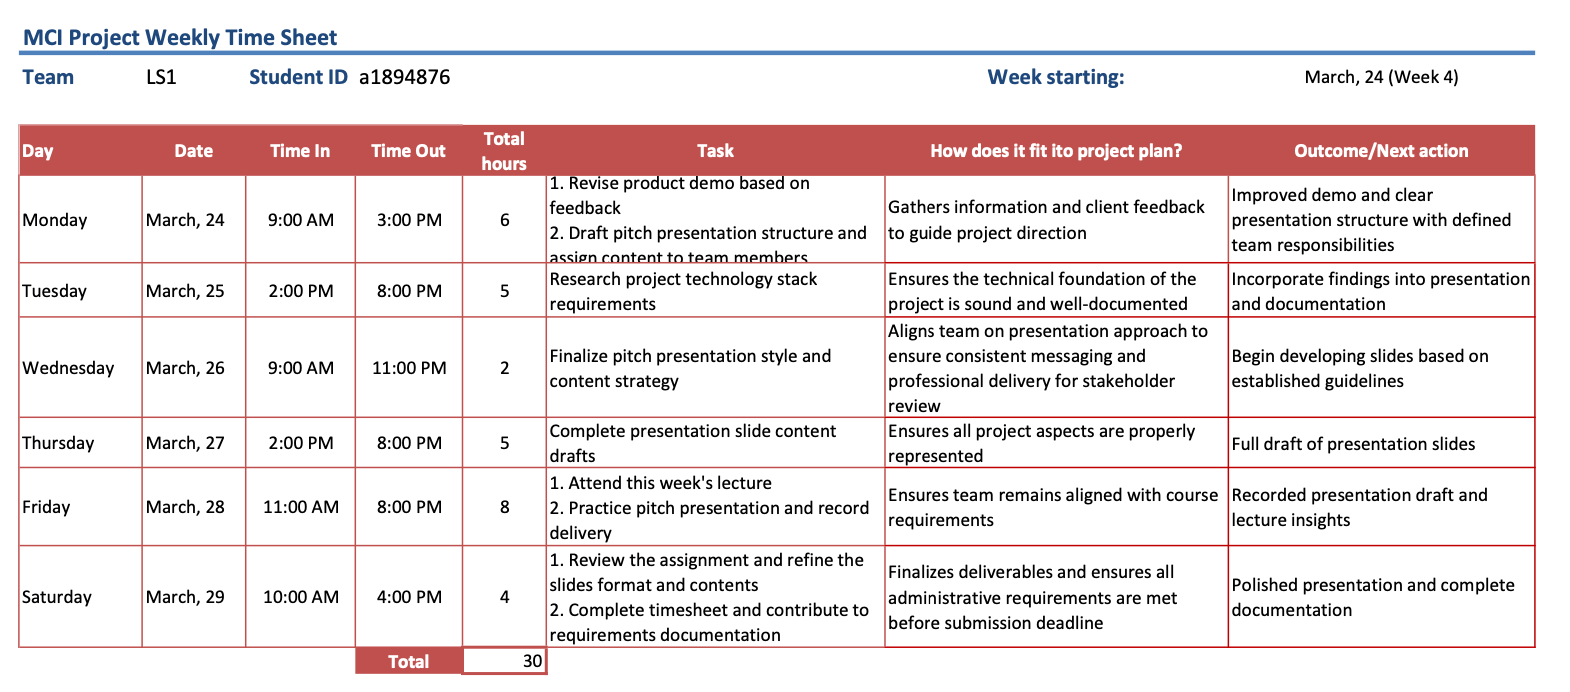 MCI Project Weekly Time Sheet
Team LS1 Student ID a1894876 Week starting: March, 24 (Week 4)
Day Date Time In Time Out Total hours Task How does it fit ito project plan? Outcome/Next action
Monday March, 24 9:00 AM 3:00 PM 6
1. Revise product demo based on
feedback
2. Draft pitch presentation structure and
assign content to team members
Gathers information and client feedback
to guide project direction
Improved demo and clear
presentation structure with defined
team responsibilities
Tuesday March, 25 2:00 PM 8:00 PM 5
Research project technology stack
requirements
Ensures the technical foundation of the
project is sound and well-documented
Incorporate findings into presentation
and documentation
Wednesday March, 26 9:00 AM 11:00 PM 2
Finalize pitch presentation style and
content strategy
Aligns team on presentation approach to
ensure consistent messaging and
professional delivery for stakeholder
review
Begin developing slides based on
established guidelines
Thursday March, 27 2:00 PM 8:00 PM 5
Complete presentation slide content
drafts
Ensures all project aspects are properly
represented
Full draft of presentation slides
Friday March, 28 11:00 AM 8:00 PM 8
1. Attend this week's lecture
2. Practice pitch presentation and record
delivery
Ensures team remains aligned with course
requirements
Recorded presentation draft and
lecture insights
Saturday March, 29 10:00 AM 4:00 PM 4
1. Review the assignment and refine the
slides format and contents
2. Complete timesheet and contribute to
requirements documentation
Finalizes deliverables and ensures all
administrative requirements are met
before submission deadline
Polished presentation and complete
documentation
Total 30